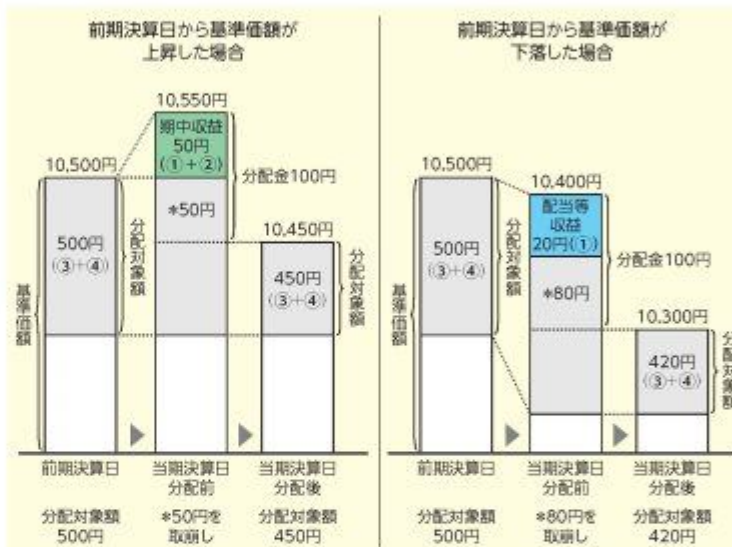 前期決算日から基準価額が
上昇した場合
10,550円
期中収益
50円
(①+②)
10,500円
分配金100円
*50円
10,450円
500円
(③+④)
分配対象額
450円
(③+④)
分配対象額
基準価額
前期決算日
当期決算日
分配前
当期決算日
分配後
分配対象額
500円
*50円を
取崩し
分配対象額
450円
前期決算日から基準価額が
下落した場合
10,500円
10,400円
配当等
収益
20円(①)
500円
(③+④)
分配対象額
分配金100円
*80円
10,300円
基準価額
420円
(③+④)
分配対象額
前期決算日
当期決算日
分配前
当期決算日
分配後
分配対象額
500円
*80円を
取崩し
分配対象額
420円